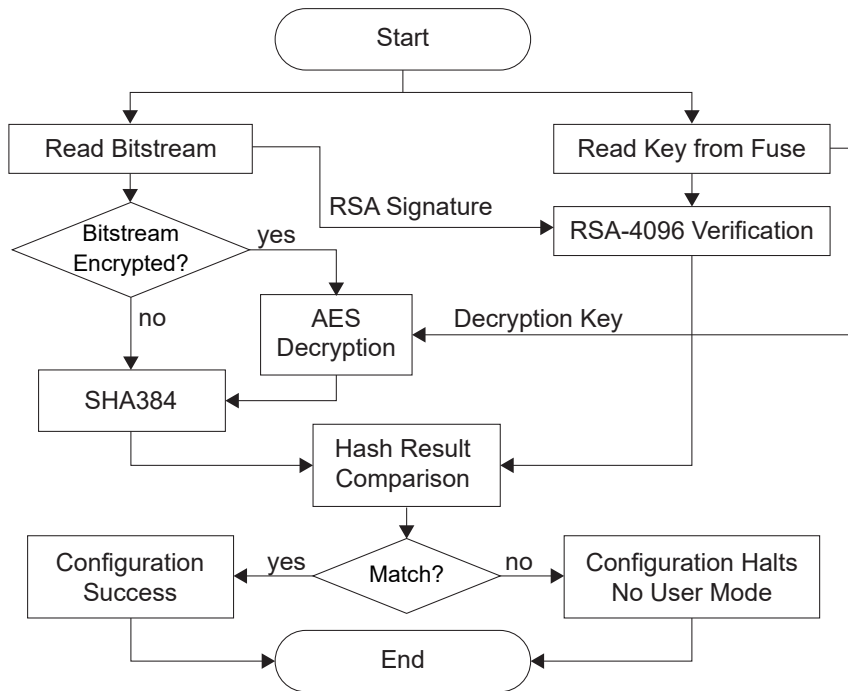 Start
Read Bitstream
Read Key from Fuse
RSA Signature
RSA-4096 Verification
Bitstream
Encrypted?
yes
no
AES
Decryption
Decryption Key
SHA384
Hash Result
Comparison
Configuration
Success
yes
Match?
no
Configuration Halts
No User Mode
End